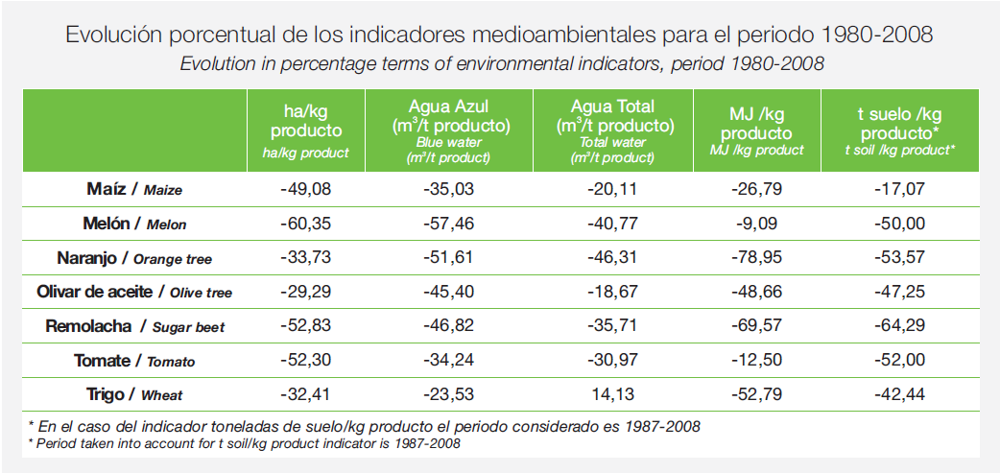 Evolución porcentual de los indicadores medioambientales para el periodo 1980-2008
Evolution in percentage terms of environmental indicators, period 1980-2008
ha/kg
producto
ha/kg product
Agua Azul
(m³/t producto)
Blue water
(m³/t product)
Agua Total
(m³/t producto)
Total water
(m³/t product)
MJ /kg
producto
MJ /kg product
t suelo /kg
producto*
t soil /kg product*
Maíz / Maize -49,08 -35,03 -20,11 -26,79 -17,07
Melón / Melon -60,35 -57,46 -40,77 -9,09 -50,00
Naranjo / Orange tree -33,73 -51,61 -46,31 -78,95 -53,57
Olivar de aceite / Olive tree -29,29 -45,40 -18,67 -48,66 -47,25
Remolacha / Sugar beet -52,83 -46,82 -35,71 -69,57 -64,29
Tomate / Tomato -52,30 -34,24 -30,97 -12,50 -52,00
Trigo / Wheat -32,41 -23,53 14,13 -52,79 -42,44
* En el caso del indicador toneladas de suelo/kg producto el periodo considerado es 1987-2008
* Period taken into account for t soil/kg product indicator is 1987-2008